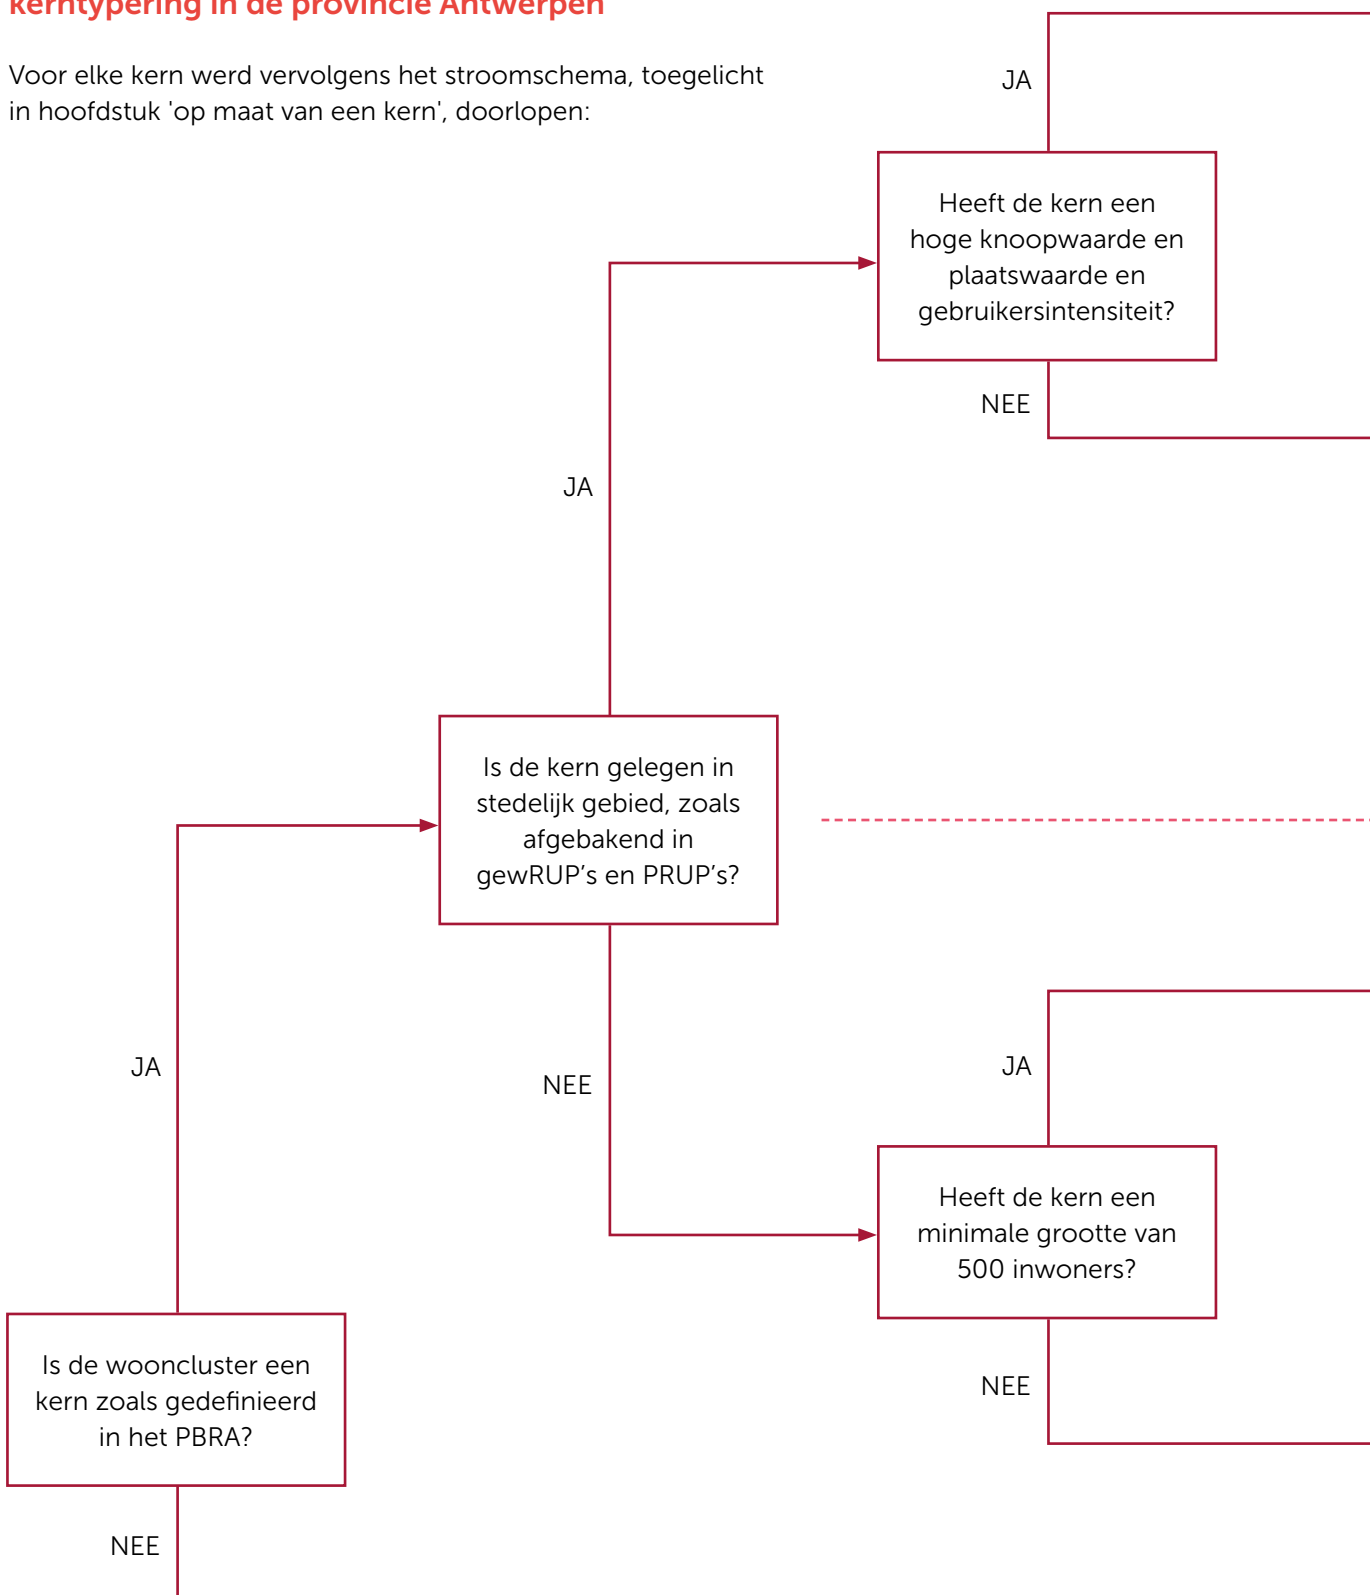 kerntypering in de provincie Antwerpen
Voor elke kern werd vervolgens het stroomschema, toegelicht
in hoofdstuk 'op maat van een kern', doorlopen:
JA
Heeft de kern een
hoge knoopwaarde en
plaatswaarde en
gebruikersintensiteit?
NEE
JA
Is de kern gelegen in
stedelijk gebied, zoals
afgebakend in
gewRUP’s en PRUP’s?
NEE
JA
JA
Heeft de kern een
minimale grootte van
500 inwoners?
NEE
Is de wooncluster een
kern zoals gedefinieerd
in het PBRA?
NEE